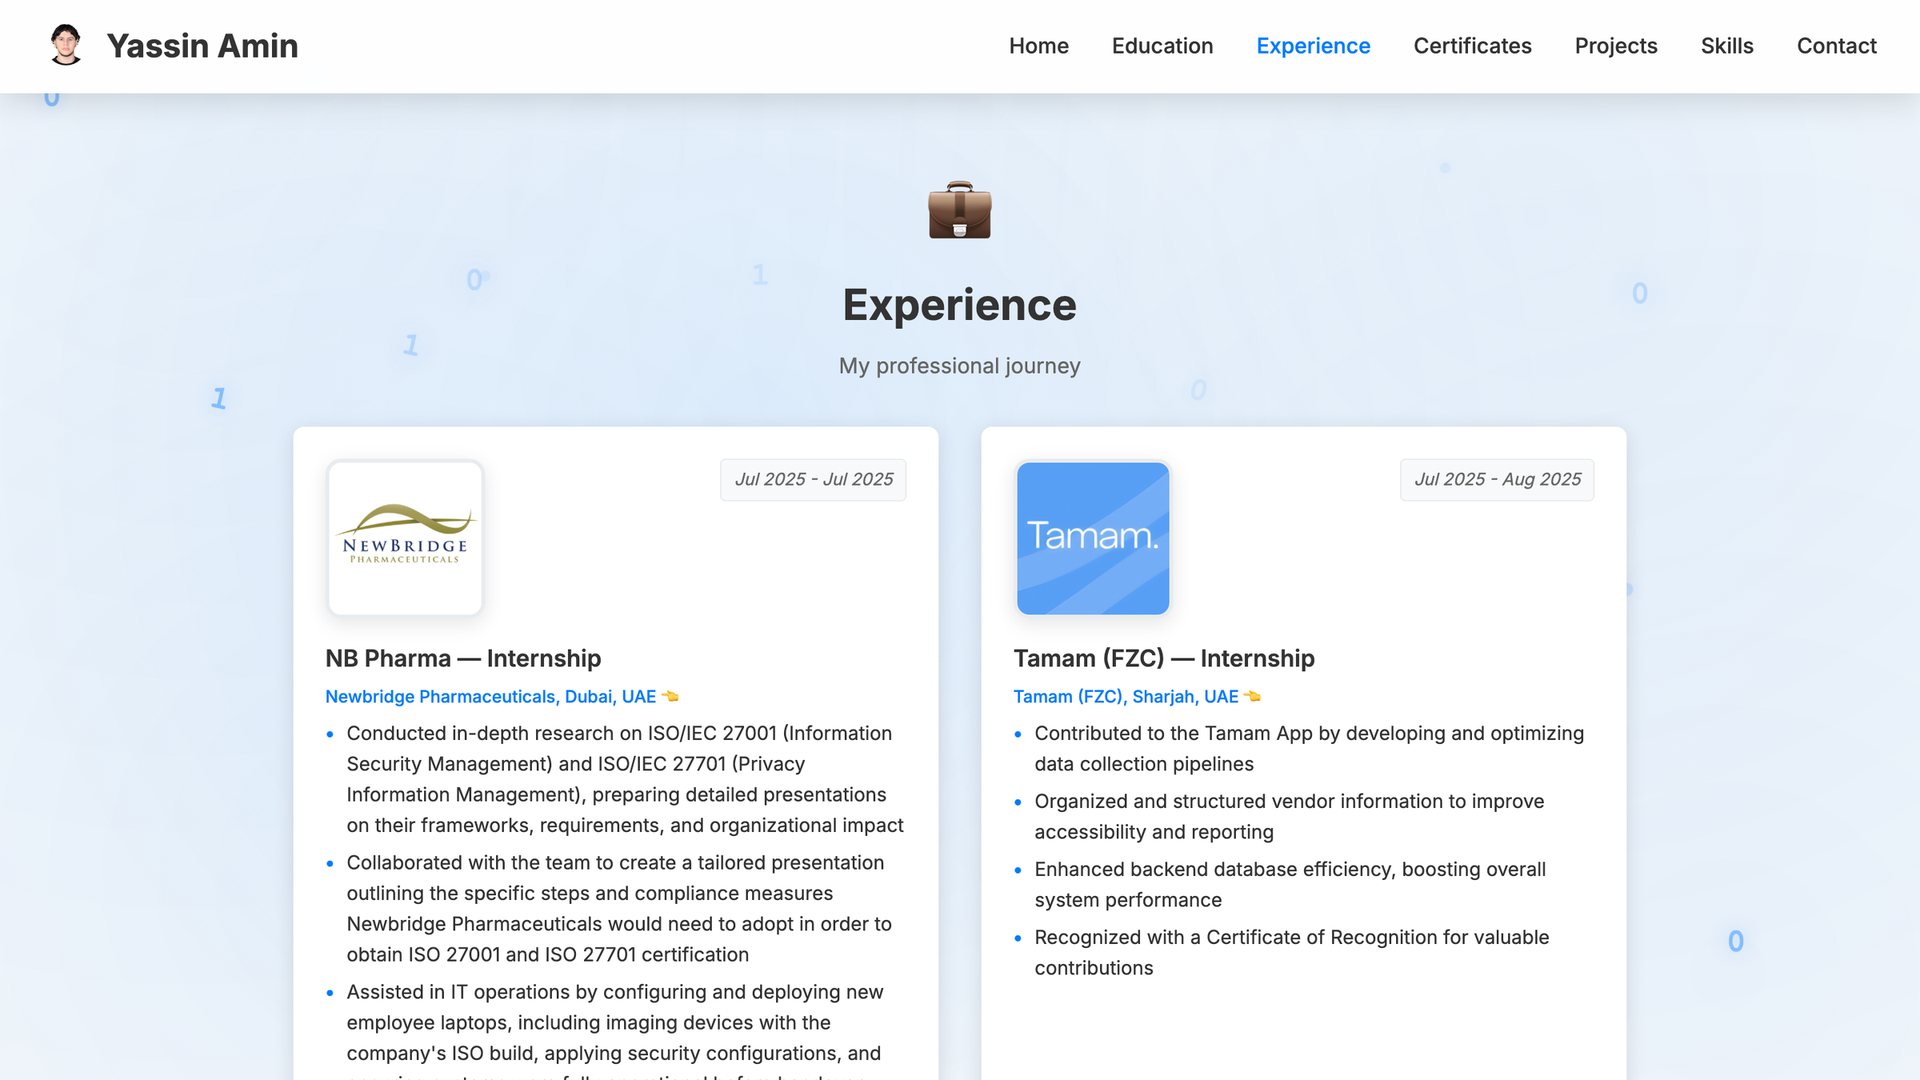 Yassin Amin
Home Education Experience Certificates Projects Skills Contact
0
0
1
0
1
1
0
Experience
My professional journey
NEWBRIDGE
PHARMACEUTICALS
Jul 2025 - Jul 2025
NB Pharma — Internship
Newbridge Pharmaceuticals, Dubai, UAE 👈
• Conducted in-depth research on ISO/IEC 27001 (Information
Security Management) and ISO/IEC 27701 (Privacy
Information Management), preparing detailed presentations
on their frameworks, requirements, and organizational impact
• Collaborated with the team to create a tailored presentation
outlining the specific steps and compliance measures
Newbridge Pharmaceuticals would need to adopt in order to
obtain ISO 27001 and ISO 27701 certification
• Assisted in IT operations by configuring and deploying new
employee laptops, including imaging devices with the
company's ISO build, applying security configurations, and
Tamam.
Jul 2025 - Aug 2025
Tamam (FZC) — Internship
Tamam (FZC), Sharjah, UAE 👈
• Contributed to the Tamam App by developing and optimizing
data collection pipelines
• Organized and structured vendor information to improve
accessibility and reporting
• Enhanced backend database efficiency, boosting overall
system performance
• Recognized with a Certificate of Recognition for valuable
contributions
0